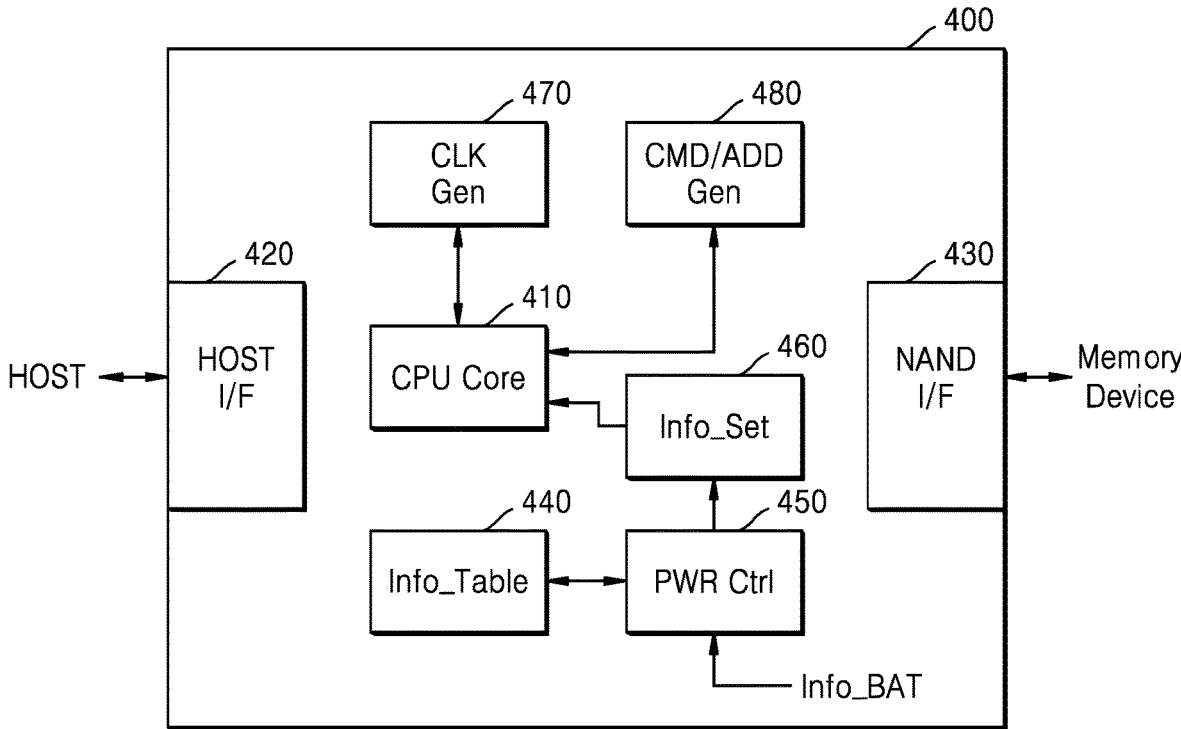 400
470
CLK
Gen
480
CMD/ADD
Gen
420
HOST
I/F
410
CPU Core
430
NAND
I/F
HOST
Memory
Device
460
Info_Set
440
Info_Table
450
PWR Ctrl
Info_BAT